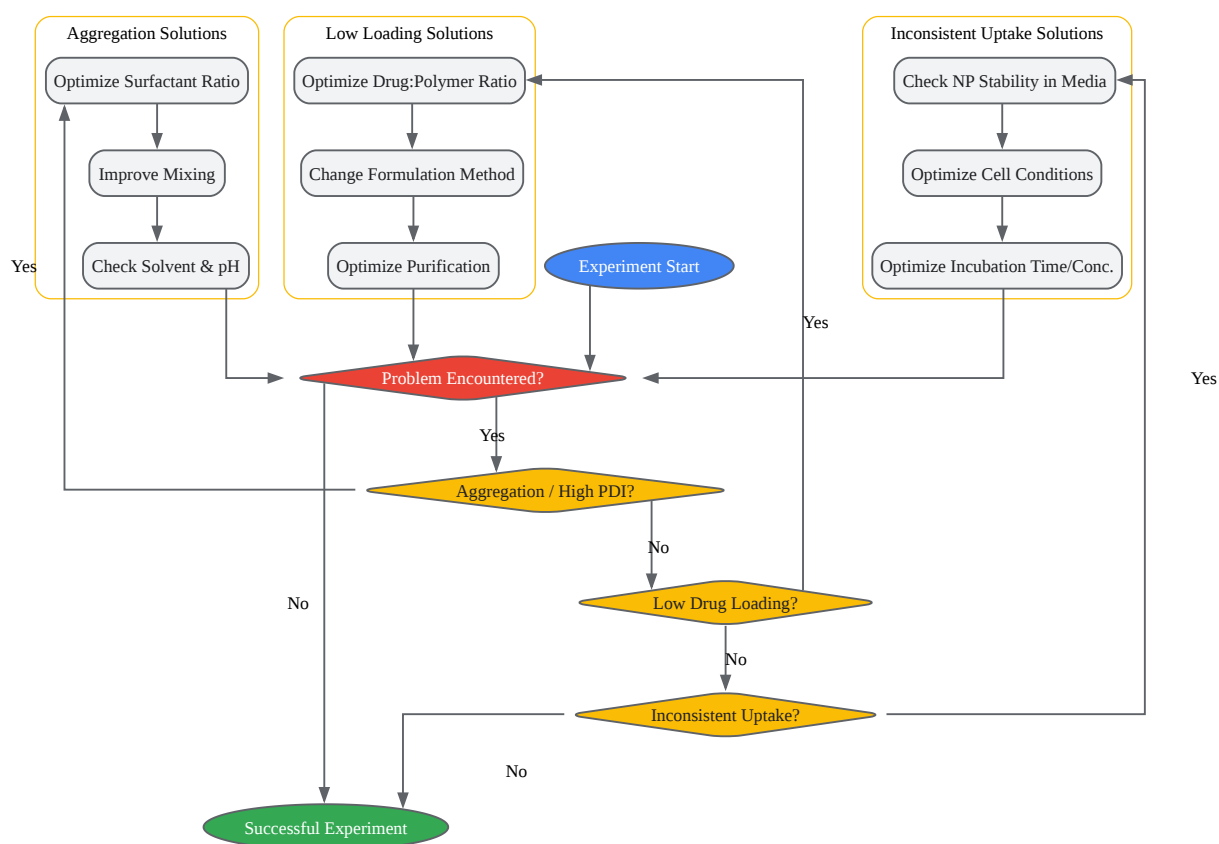 Aggregation Solutions
Low Loading Solutions
Inconsistent Uptake Solutions
Optimize Surfactant Ratio
Optimize Drug:Polymer Ratio
Check NP Stability in Media
Improve Mixing
Change Formulation Method
Optimize Cell Conditions
Yes
Check Solvent & pH
Optimize Purification
Experiment Start
Optimize Incubation Time/Conc.
Yes
Problem Encountered?
Yes
Yes
Aggregation / High PDI?
No
No
Low Drug Loading?
No
Inconsistent Uptake?
No
Successful Experiment